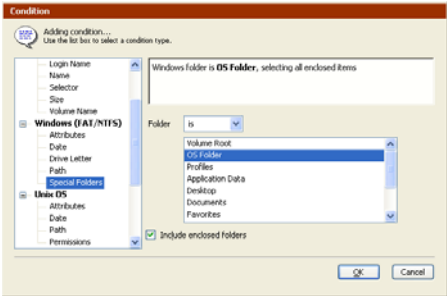 Condition
Adding condition...
Use the list box to select a condition type.
Login Name
Name
Selector
Size
Volume Name
Windows (FAT/NTFS)
Attributes
Date
Drive Letter
Path
Special Folders
Unix OS
Attributes
Date
Path
Permissions
Windows folder is OS Folder, selecting all enclosed items
Folder is
Volume Root
OS Folder
Profiles
Application Data
Desktop
Documents
Favorites
Include enclosed folders
OK Cancel